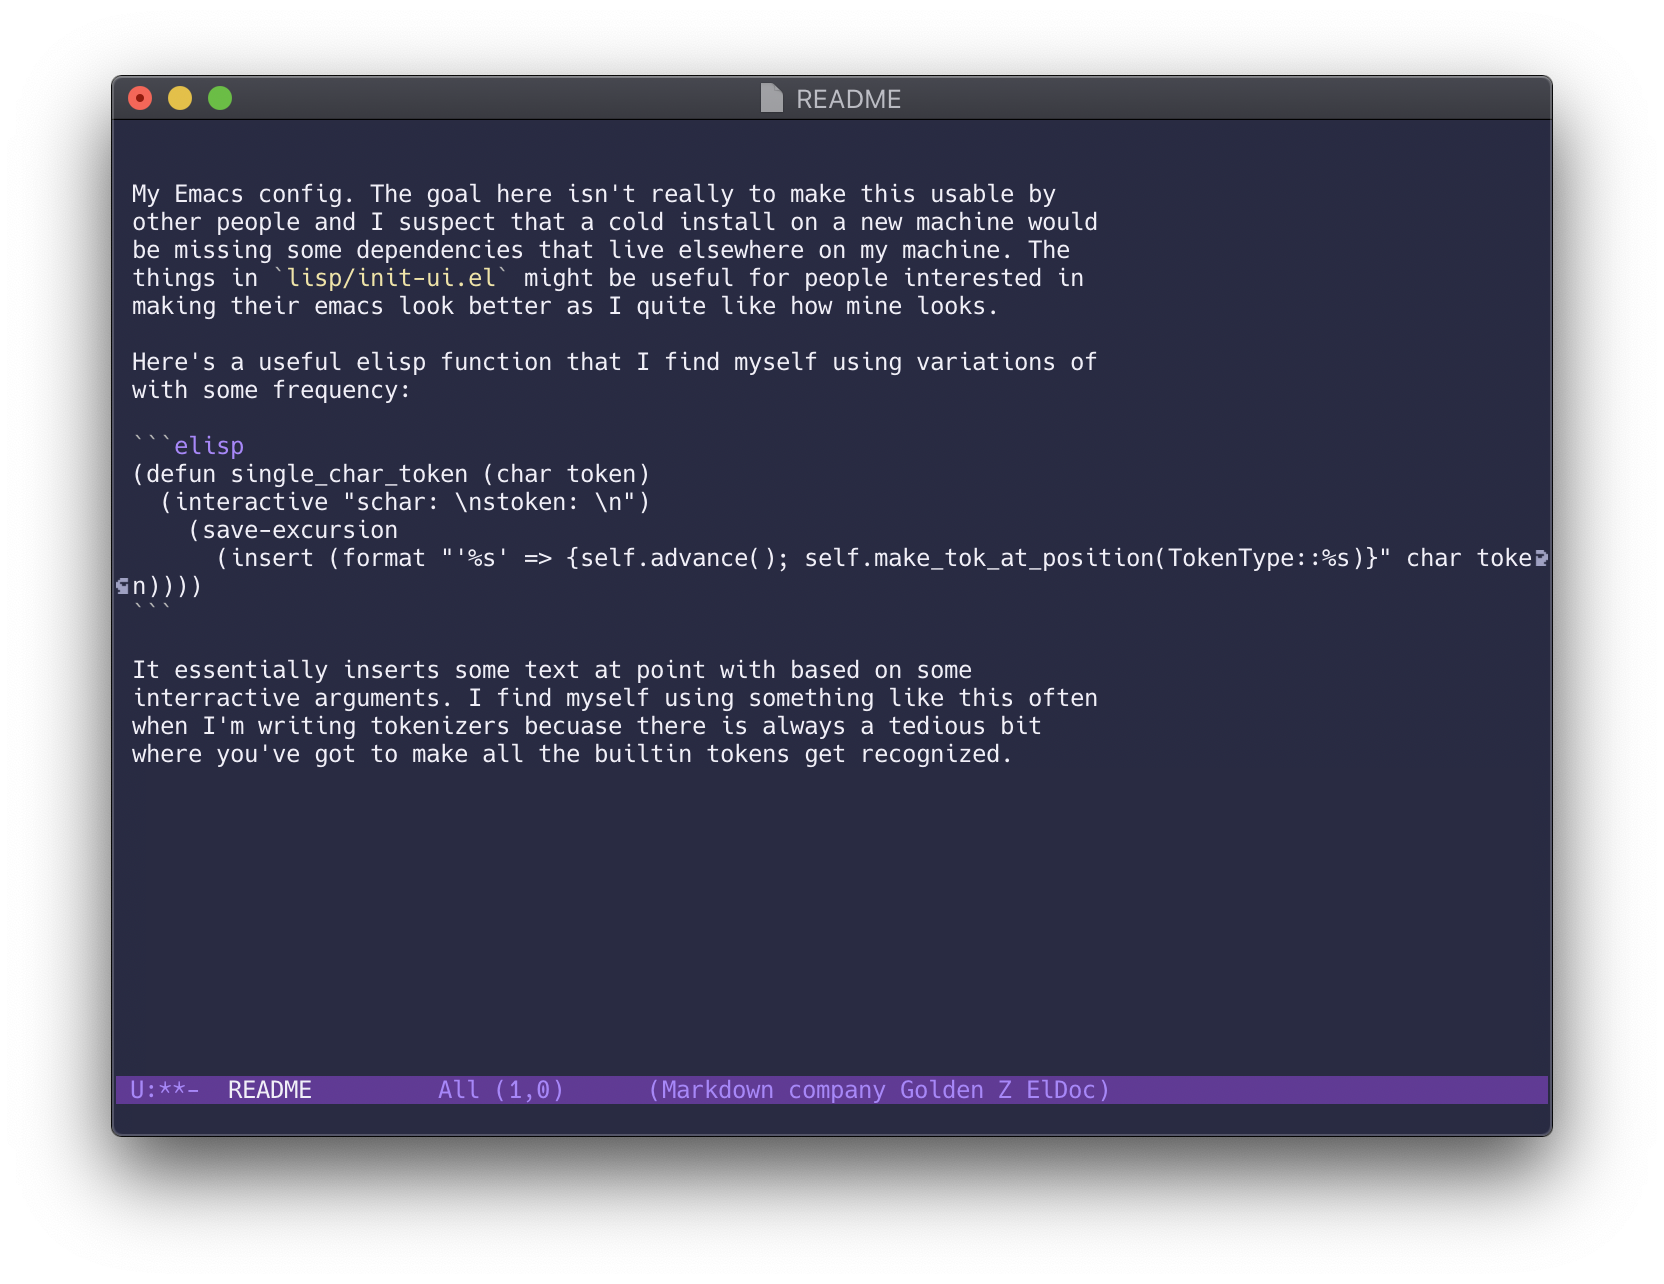 README
My Emacs config. The goal here isn't really to make this usable by
other people and I suspect that a cold install on a new machine would
be missing some dependencies that live elsewhere on my machine. The
things in `lisp/init-ui.el` might be useful for people interested in
making their emacs look better as I quite like how mine looks.
Here's a useful elisp function that I find myself using variations of
with some frequency:
```elisp
(defun single_char_token (char token)
  (interactive "schar: \nstoken: \n")
    (save-excursion
      (insert (format "'%s' => {self.advance(); self.make_tok_at_position(TokenType::%s)}" char toke
n))))
```
It essentially inserts some text at point with based on some
interractive arguments. I find myself using something like this often
when I'm writing tokenizers becuase there is always a tedious bit
where you've got to make all the builtin tokens get recognized.
U:**-  README         All (1,0)      (Markdown company Golden Z ElDoc)